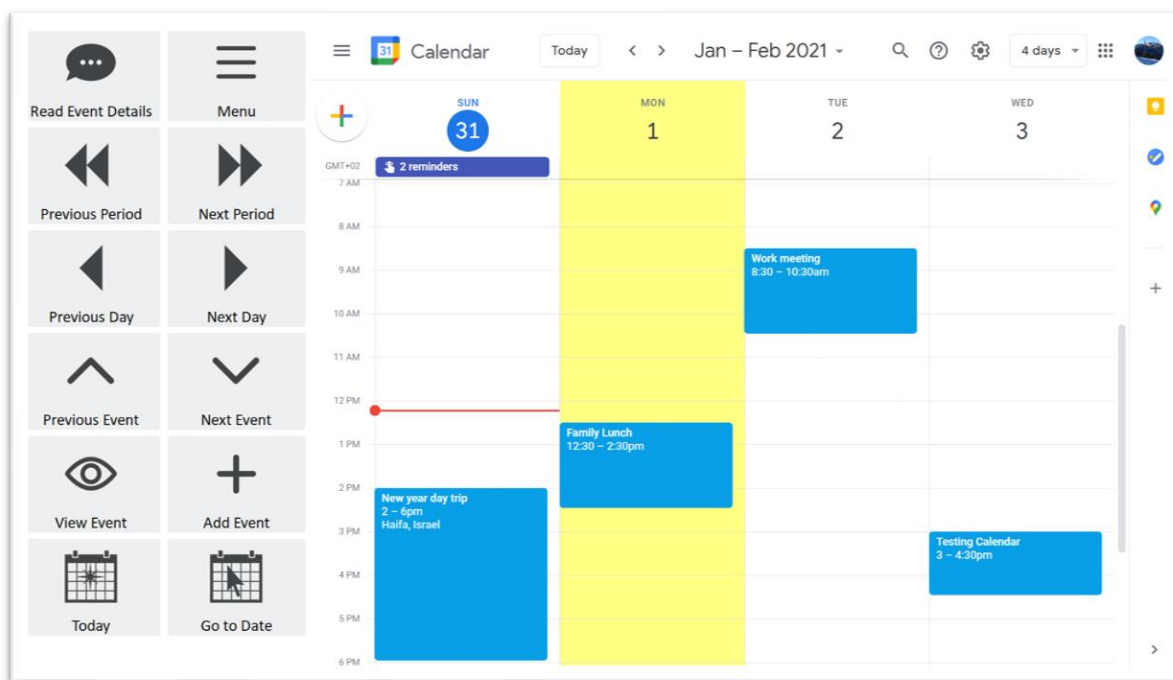 Read Event Details
Menu
Previous Period
Next Period
Previous Day
Next Day
Previous Event
Next Event
View Event
Add Event
Today
Go to Date
31
Calendar
Today
Jan – Feb 2021
4 days
SUN
31
MON
1
TUE
2
WED
3
GMT+02
2 reminders
7 AM
8 AM
9 AM
10 AM
11 AM
12 PM
1 PM
2 PM
3 PM
4 PM
5 PM
6 PM
New year day trip
2 – 6pm
Haifa, Israel
Family Lunch
12:30 – 2:30pm
Work meeting
8:30 – 10:30am
Testing Calendar
3 – 4:30pm